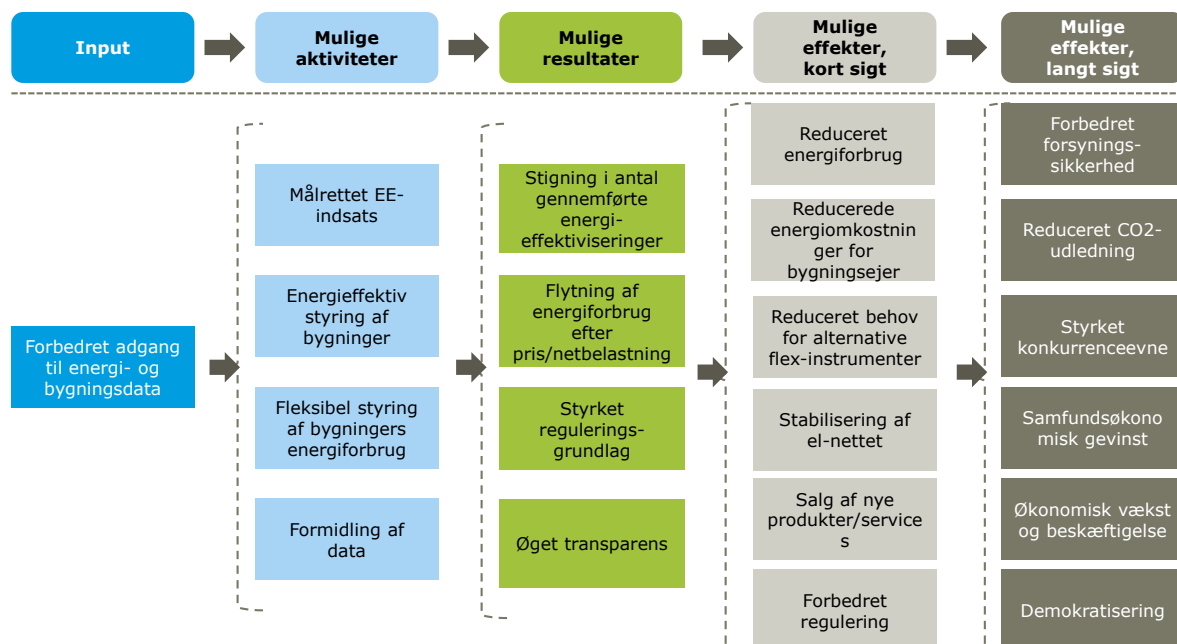 Input
Mulige
aktiviteter
Mulige
resultater
Mulige
effekter,
kort sigt
Mulige
effekter,
langt sigt
Forbedret adgang
til energi- og
bygningsdata
Målrettet EE-
indsats
Energieffektiv
styring af
bygninger
Fleksibel styring
af bygningers
energiforbrug
Formidling af
data
Stigning i antal
gennemførte
energi-
effektiviseringer
Flytning af
energiforbrug
efter
pris/netbelastning
Styrket
regulerings-
grundlag
Øget transparens
Reduceret
energiforbrug
Reducerede
energiomkostnin
ger for
bygningsejer
Reduceret behov
for alternative
flex-instrumenter
Stabilisering af
el-nettet
Salg af nye
produkter/service
s
Forbedret
regulering
Forbedret
forsynings-
sikkerhed
Reduceret CO2-
udledning
Styrket
konkurrenceevne
Samfundsøkono
misk gevinst
Økonomisk vækst
og beskæftigelse
Demokratisering